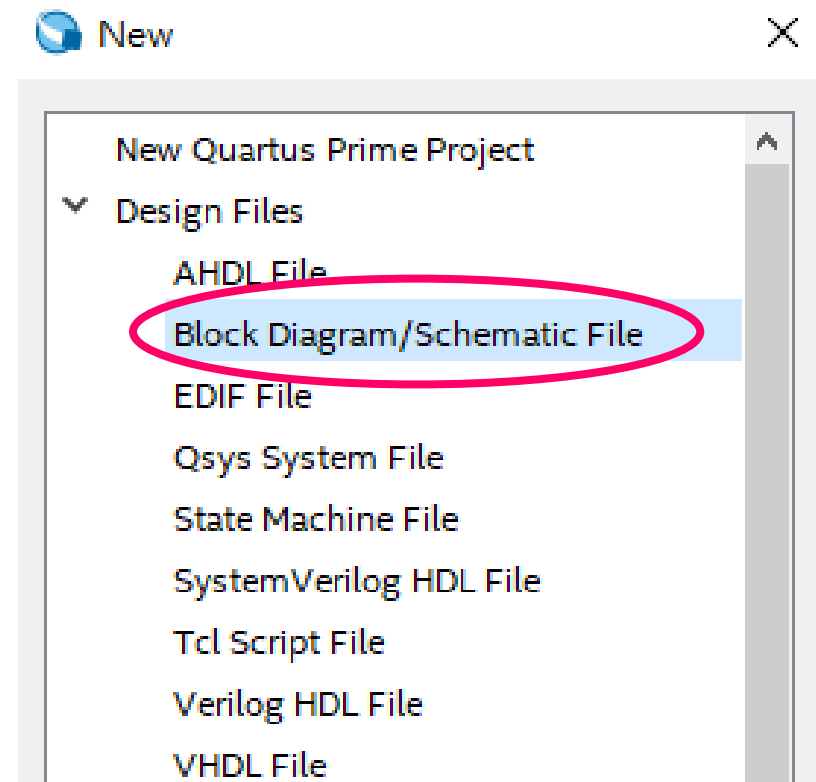 New
New Quartus Prime Project
Design Files
AHDL File
Block Diagram/Schematic File
EDIF File
Qsys System File
State Machine File
SystemVerilog HDL File
Tcl Script File
Verilog HDL File
VHDL File